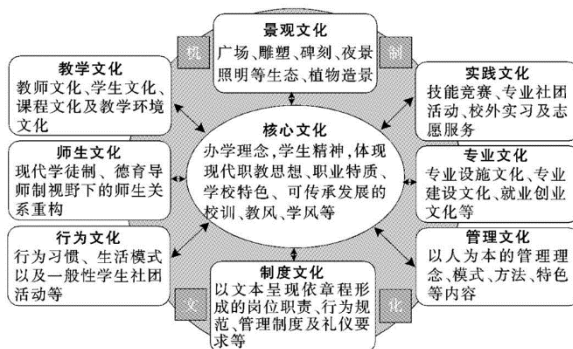 景观文化
广场、雕塑、碑刻、夜景
照明等生态、植物造景
机
制
教学文化
教师文化、学生文化、
课程文化及教学环境
文化
实践文化
技能竞赛、专业社团
活动、校外实习及志
愿服务
核心文化
办学理念,学生精神,体现
现代职教思想、职业特质、
学校特色、可传承发展的
校训、教风、学风等
师生文化
现代学徒制、德育导
师制视野下的师生关
系重构
专业文化
专业设施文化、专业
建设文化、就业创业
文化等
行为文化
行为习惯、生活模式
以及一般性学生社团
活动等
管理文化
以人为本的管理理
念、模式、方法、特色
等内容
制度文化
以文本呈现依章程
形成的岗位职责、行为规
范、管理制度及礼仪要
求等
文
化